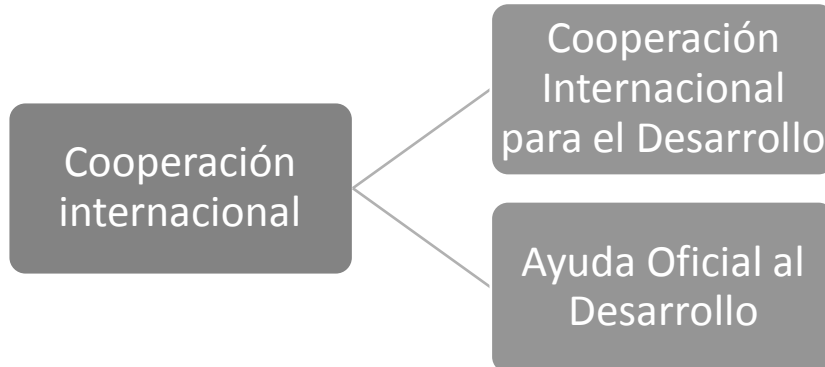 Cooperación
internacional
Cooperación
Internacional
para el Desarrollo
Ayuda Oficial al
Desarrollo